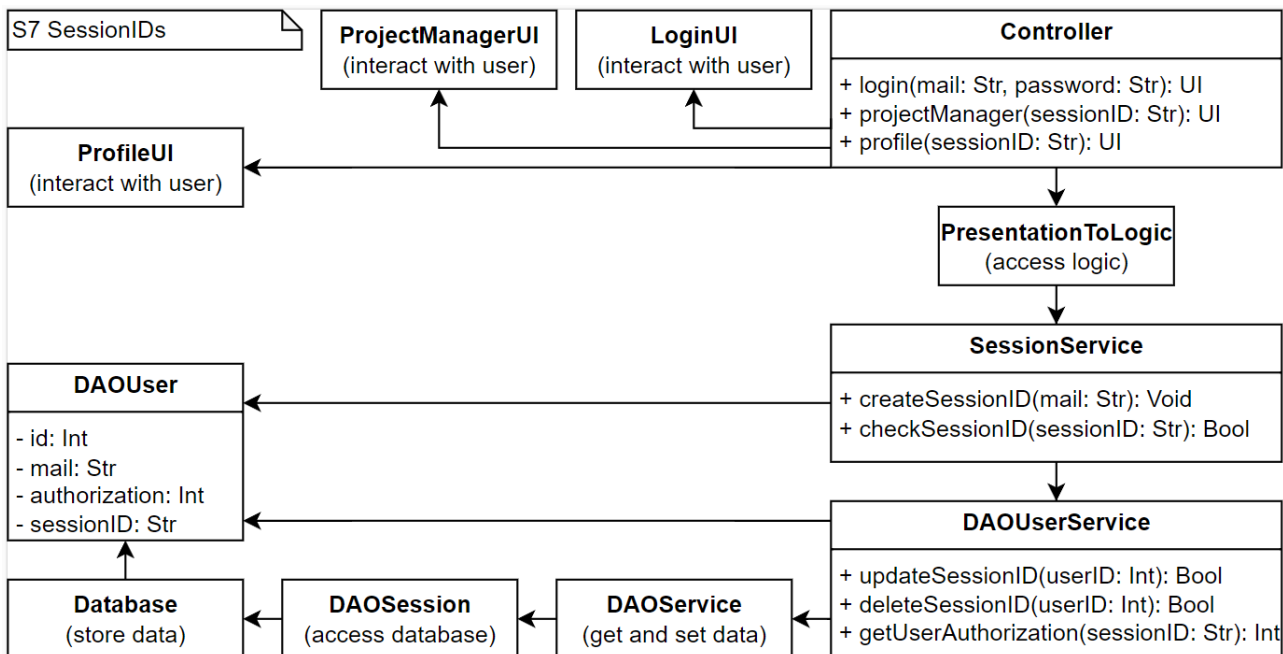 S7 SessionIDs
ProjectManagerUI
(interact with user)
LoginUI
(interact with user)
Controller
+ login(mail: Str, password: Str): UI
+ projectManager(sessionID: Str): UI
+ profile(sessionID: Str): UI
ProfileUI
(interact with user)
PresentationToLogic
(access logic)
SessionService
+ createSessionID(mail: Str): Void
+ checkSessionID(sessionID: Str): Bool
DAOUser
- id: Int
- mail: Str
- authorization: Int
- sessionID: Str
DAOUserService
+ updateSessionID(userID: Int): Bool
+ deleteSessionID(userID: Int): Bool
+ getUserAuthorization(sessionID: Str): Int
Database
(store data)
DAOSession
(access database)
DAOService
(get and set data)